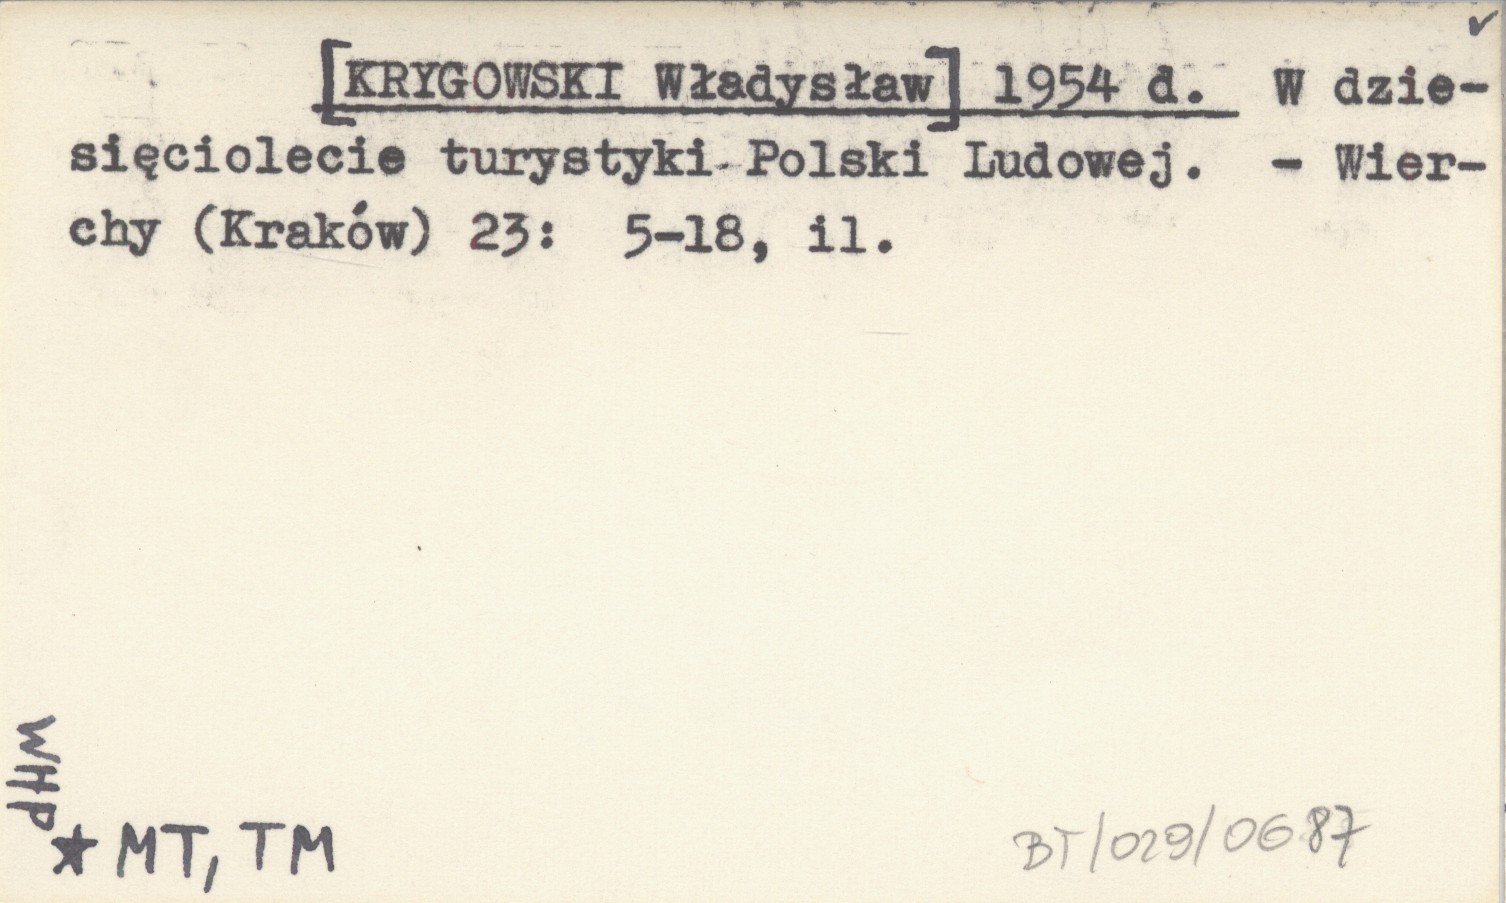 ✓
[KRYGOWSKI Władysław] 1954 d. W dzie-
sięciolecie turystyki Polski Ludowej. - Wier-
chy (Kraków) 23: 5-18, il.
WHP
★ MT, TM
BT/029/0687